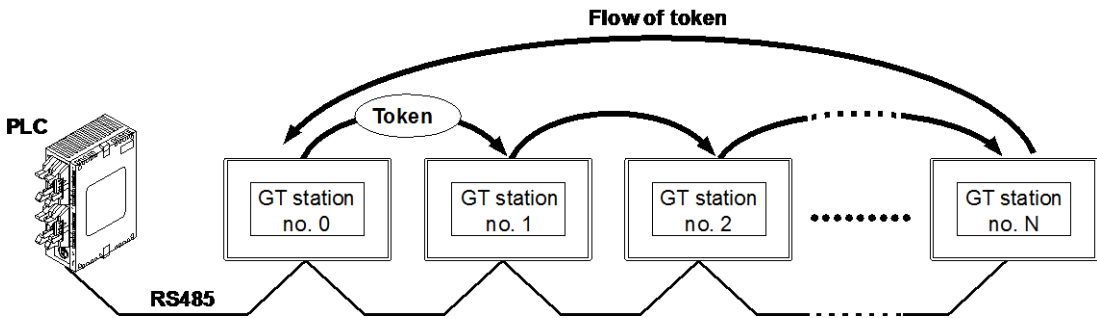 Flow of token
PLC
Token
GT station
no. 0
GT station
no. 1
GT station
no. 2
GT station
no. N
RS485